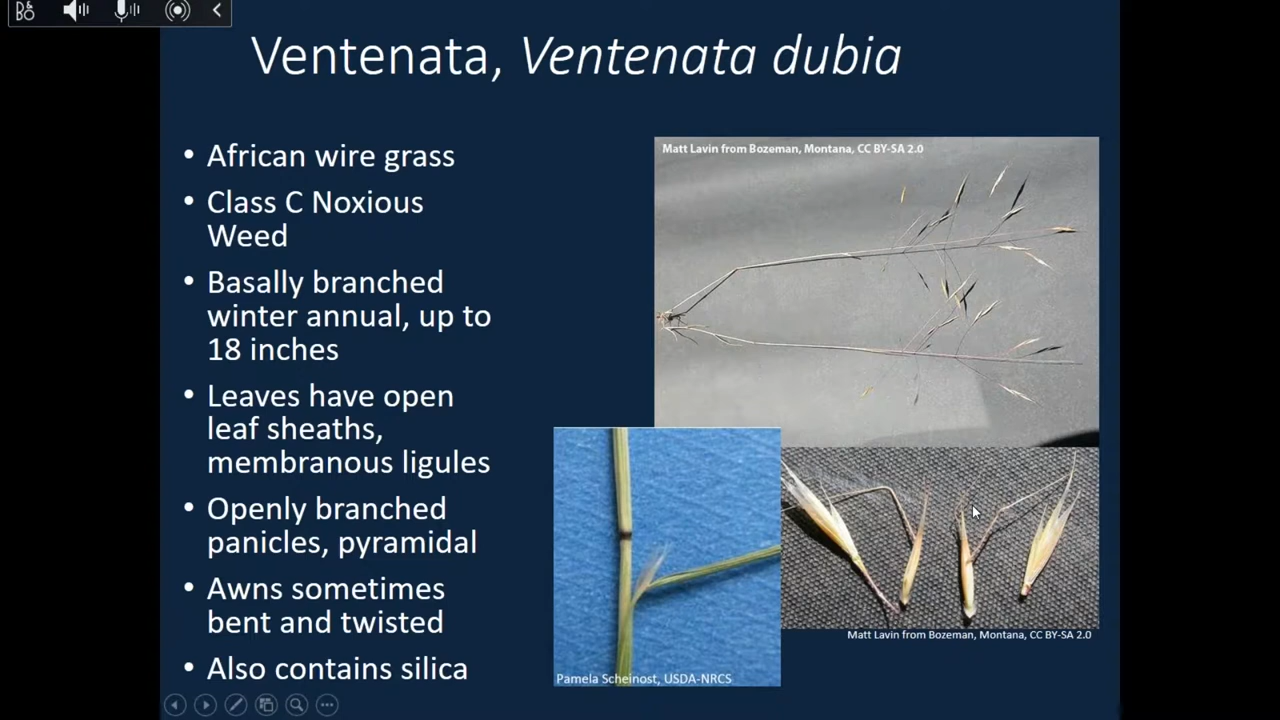 Ventenata, Ventenata dubia
• African wire grass
• Class C Noxious
Weed
• Basally branched
winter annual, up to
18 inches
• Leaves have open
leaf sheaths,
membranous ligules
• Openly branched
panicles, pyramidal
• Awns sometimes
bent and twisted
• Also contains silica
Matt Lavin from Bozeman, Montana, CC BY-SA 2.0
Pamela Scheinost, USDA-NRCS
Matt Lavin from Bozeman, Montana, CC BY-SA 2.0